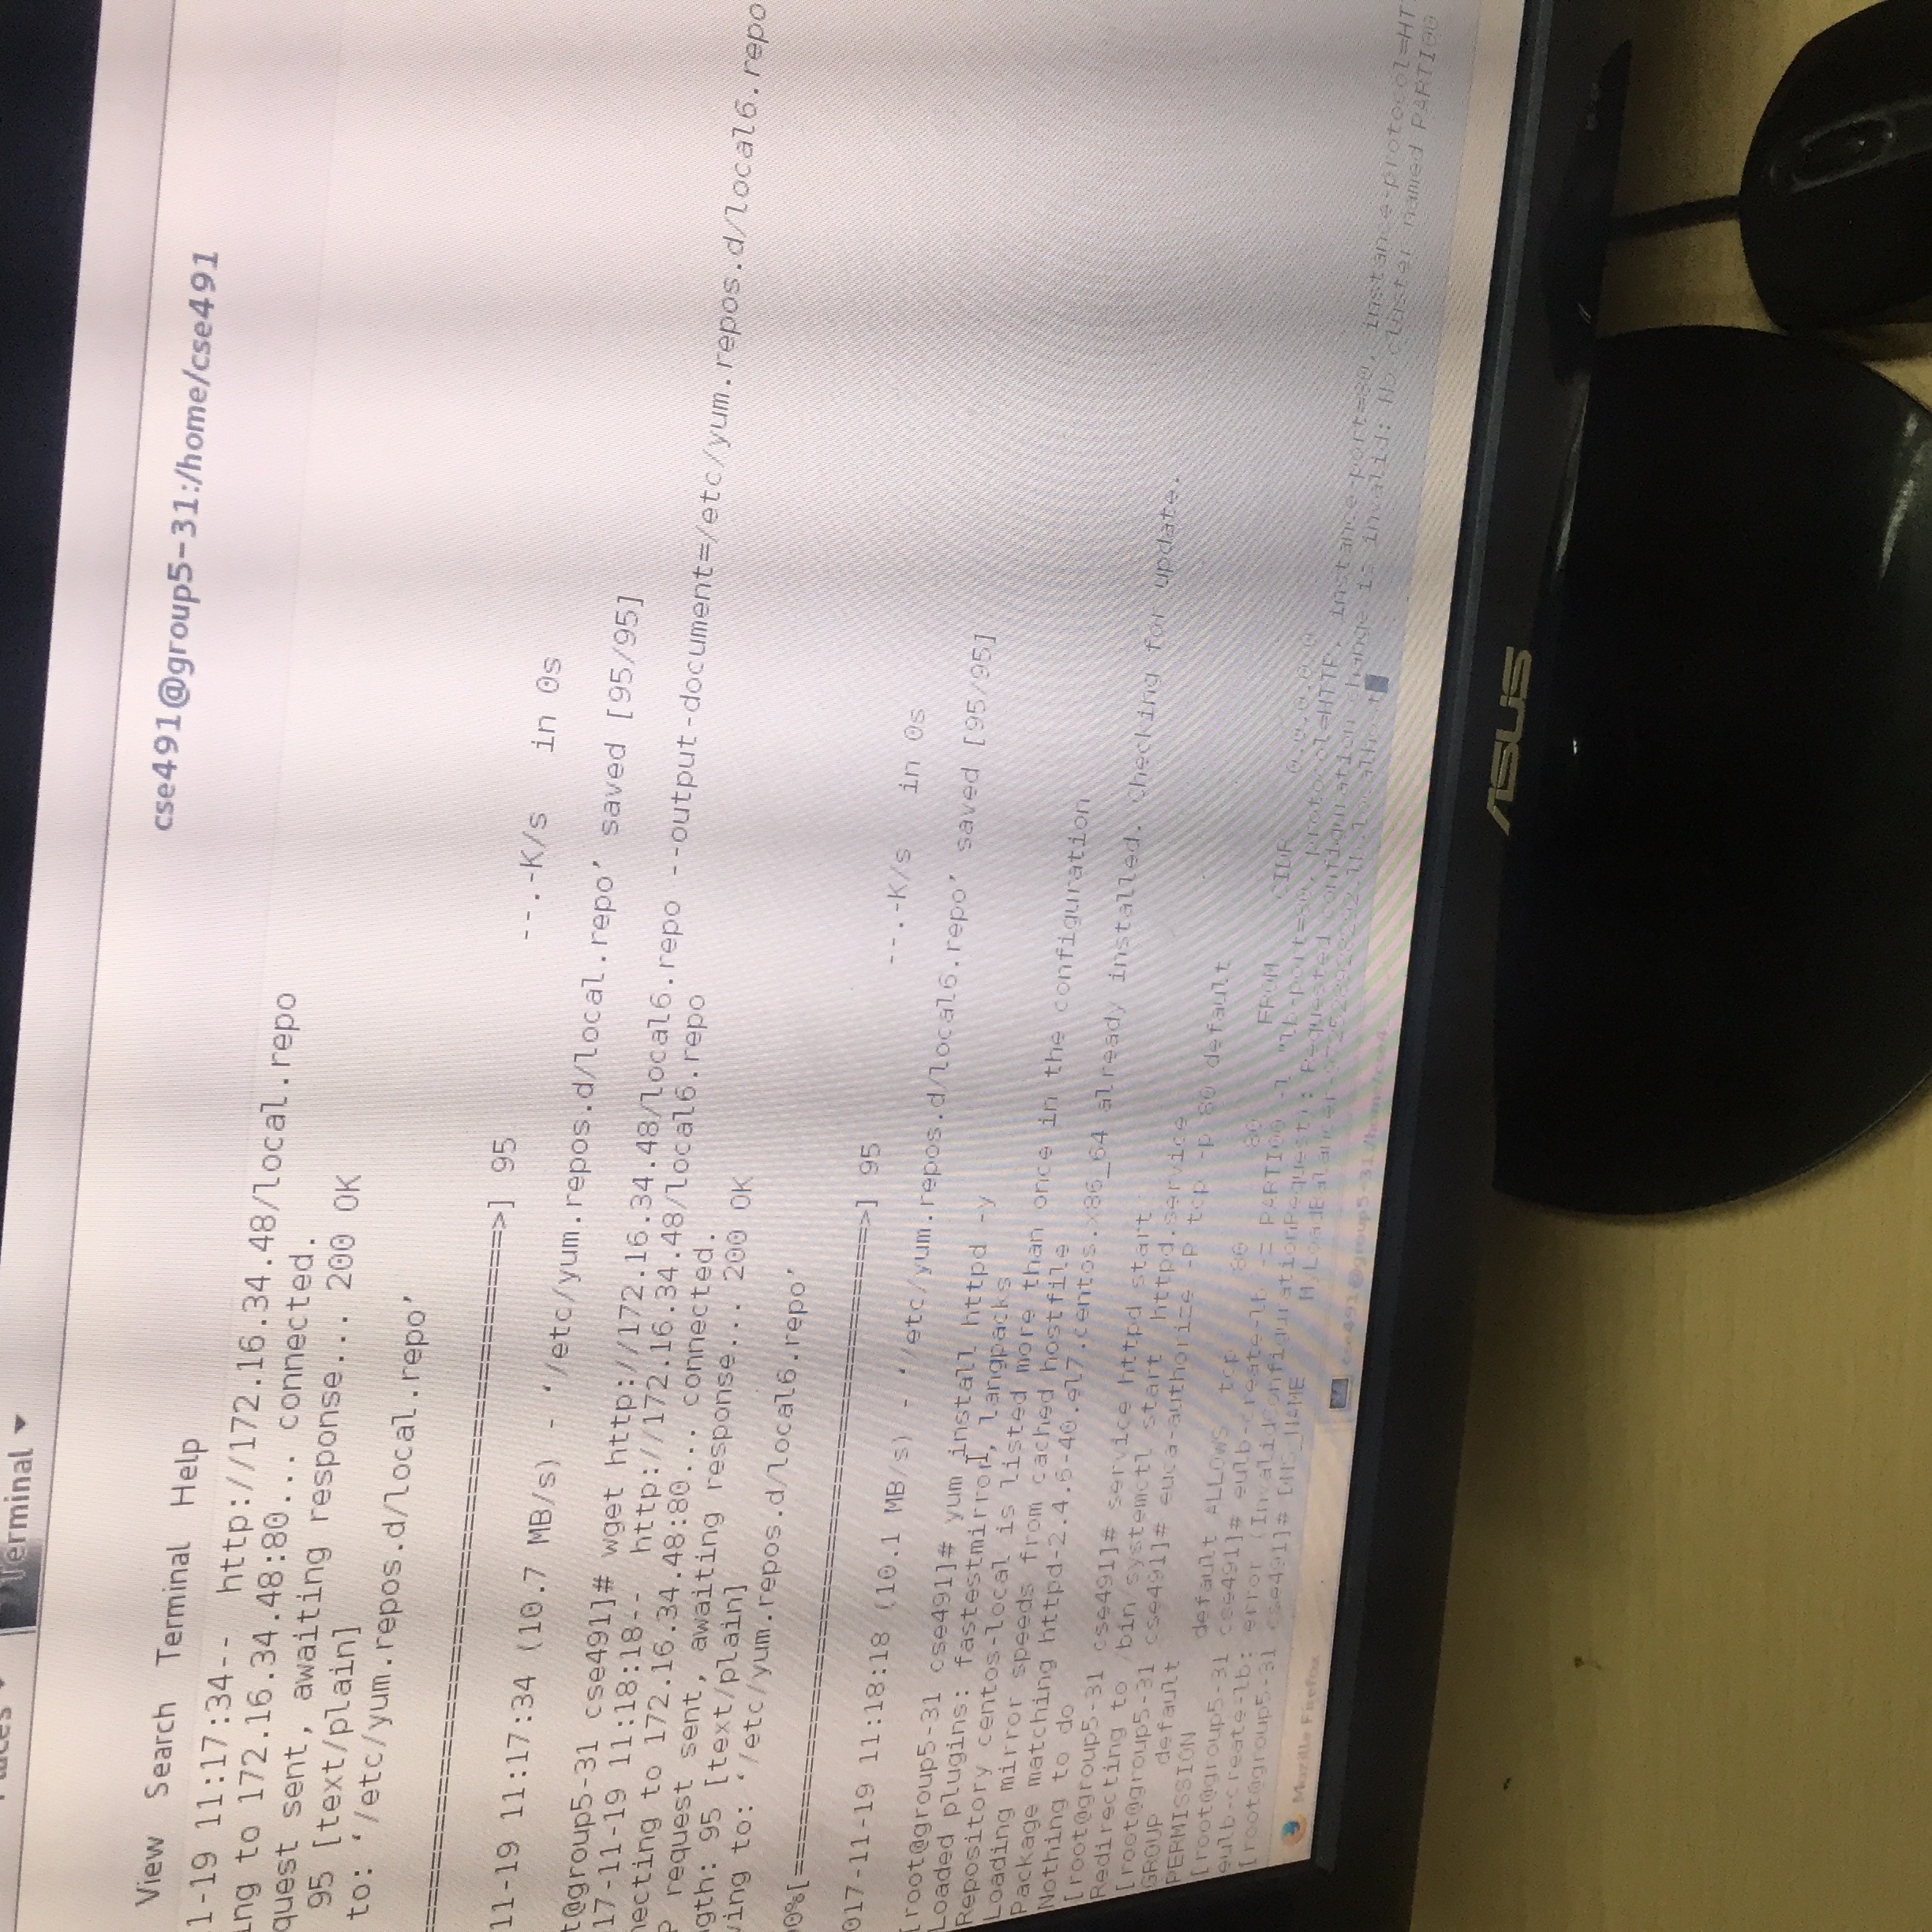 Terminal
View Search Terminal Help
cse491@group5-31:/home/cse491
1-19 11:17:34-- http://172.16.34.48/local.repo
ing to 172.16.34.48:80... connected.
quest sent, awaiting response... 200 OK
95 [text/plain]
to: ‘/etc/yum.repos.d/local.repo’
=======================================>] 95 --.-K/s in 0s
11-19 11:17:34 (10.7 MB/s) - ‘/etc/yum.repos.d/local.repo’ saved [95/95]
t@group5-31 cse491]# wget http://172.16.34.48/local6.repo --output-document=/etc/yum.repos.d/local6.repo
17-11-19 11:18:18-- http://172.16.34.48/local6.repo
necting to 172.16.34.48:80... connected.
P request sent, awaiting response... 200 OK
gth: 95 [text/plain]
ving to: ‘/etc/yum.repos.d/local6.repo’
00%[======================================>] 95 --.-K/s in 0s
017-11-19 11:18:18 (10.1 MB/s) - ‘/etc/yum.repos.d/local6.repo’ saved [95/95]
[root@group5-31 cse491]# yum install httpd -y
Loaded plugins: fastestmirror, langpacks
Repository centos-local is listed more than once in the configuration
Loading mirror speeds from cached hostfile
Package matching httpd-2.4.6-40.el7.centos.x86_64 already installed. Checking for update.
Nothing to do
[root@group5-31 cse491]# service httpd start
Redirecting to /bin/systemctl start httpd.service
[root@group5-31 cse491]# euca-authorize -P tcp -p 80 default
GROUP default
PERMISSION default ALLOWS tcp 80 80 FROM CIDR 0.0.0.0/0
[root@group5-31 cse491]# eulb-create-lb -z PARTI00 -l "lb-port=80, protocol=HTTP, instance-port=80, instance-protocol=HT
eulb-create-lb: error (InvalidConfigurationRequest): Requested configuration change is invalid: No cluster named PARTI00
[root@group5-31 cse491]# DNS_NAME
Mozilla Firefox
cse491@group5-31:/home/cse4
ASUS